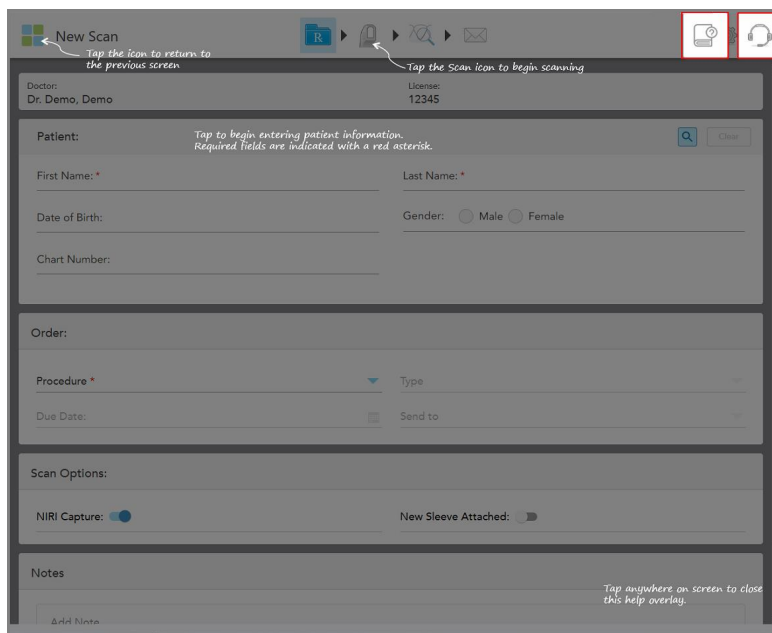 New Scan
R
Tap the icon to return to
the previous screen
Tap the Scan icon to begin scanning
?
Doctor:
Dr. Demo, Demo
License:
12345
Patient:
Tap to begin entering patient information.
Required fields are indicated with a red asterisk.
Clear
First Name: *
Last Name: *
Date of Birth:
Gender: Male Female
Chart Number:
Order:
Procedure *
Type
Due Date:
Send to
Scan Options:
NIRI Capture:
New Sleeve Attached:
Notes
Tap anywhere on screen to close
this help overlay.
Add Note